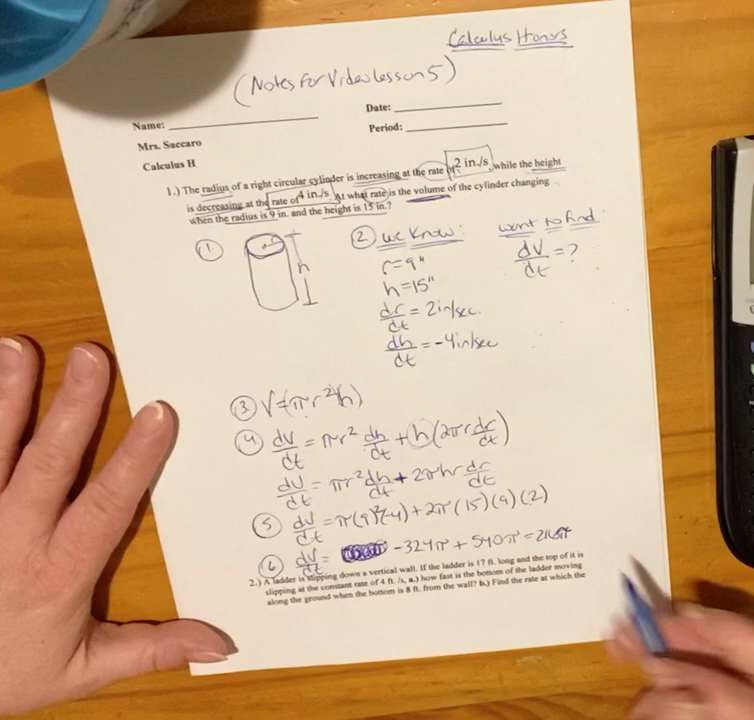 Calculus Honors
(Notes for Video Lesson 5)
Name:
Date:
Mrs. Saccaro
Period:
Calculus H
1.) The radius of a right circular cylinder is increasing at the rate of 2 in./s, while the height
is decreasing at the rate of 4 in./s. At what rate is the volume of the cylinder changing
when the radius is 9 in. and the height is 15 in.?
①
h
② we know:
want to find:
r=9"
dV/dt = ?
h=15"
dr/dt = 2in/sec.
dh/dt = -4in/sec
③ V=(πr²)(h)
④ dV/dt = πr² dh/dt + h(2πr dr/dt)
dV/dt = πr² dh/dt + 2πhr dr/dt
⑤ dV/dt = π(9)²(-4) + 2π(15)(9)(2)
⑥ dV/dt = -324π + 540π = 216π
2.) A ladder is slipping down a vertical wall. If the ladder is 17 ft. long and the top of it is
slipping at the constant rate of 4 ft. /s, a.) how fast is the bottom of the ladder moving
along the ground when the bottom is 8 ft. from the wall? b.) Find the rate at which the